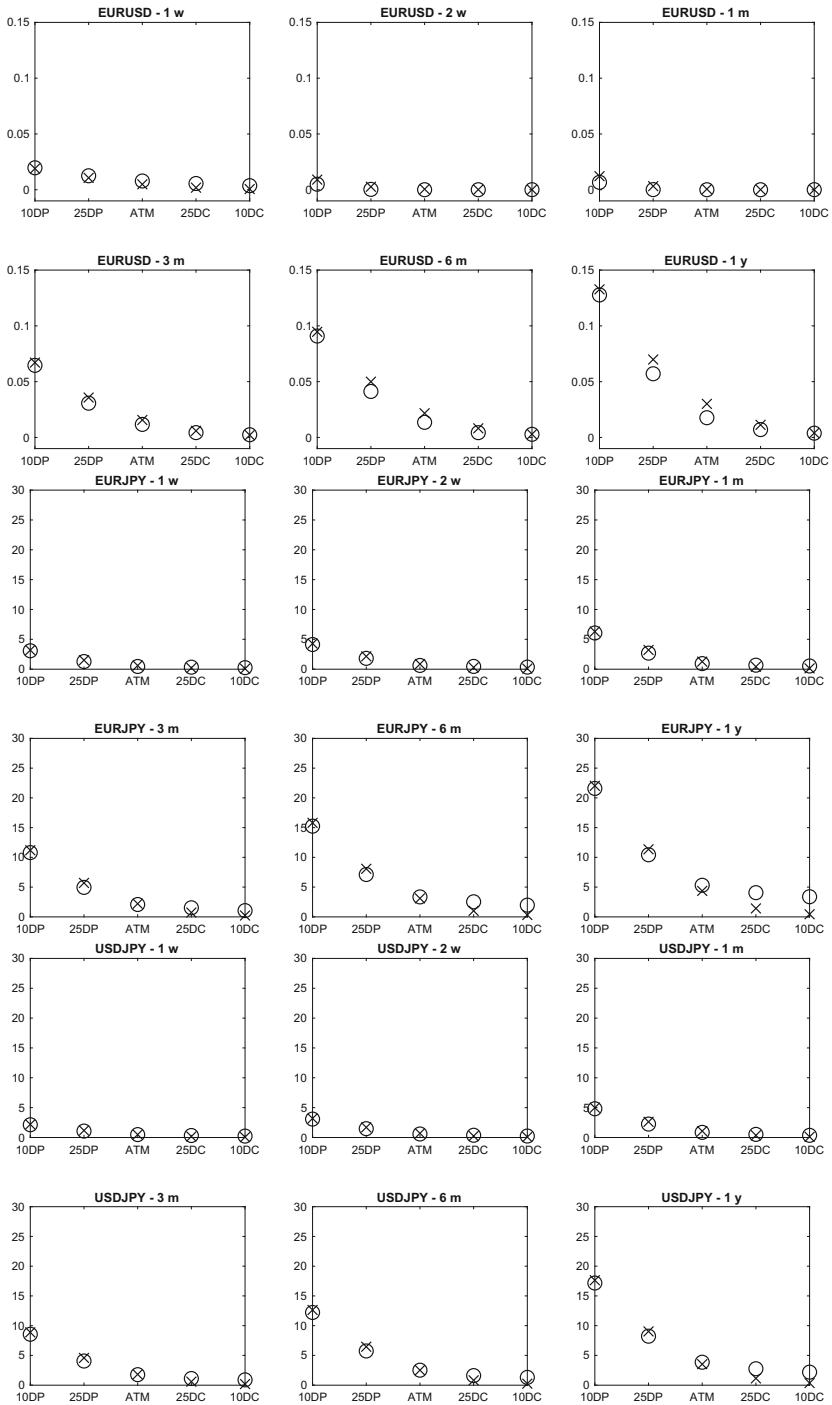 EURUSD - 1 w EURUSD - 2 w EURUSD - 1 m
0.15 0.15 0.15
0.1 0.1 0.1
0.05 0.05 0.05
0 0 0
10DP 25DP ATM 25DC 10DC 10DP 25DP ATM 25DC 10DC 10DP 25DP ATM 25DC 10DC
EURUSD - 3 m EURUSD - 6 m EURUSD - 1 y
0.15 0.15 0.15
0.1 0.1 0.1
0.05 0.05 0.05
0 0 0
10DP 25DP ATM 25DC 10DC 10DP 25DP ATM 25DC 10DC 10DP 25DP ATM 25DC 10DC
EURJPY - 1 w EURJPY - 2 w EURJPY - 1 m
30 30 30
25 25 25
20 20 20
15 15 15
10 10 10
5 5 5
0 0 0
10DP 25DP ATM 25DC 10DC 10DP 25DP ATM 25DC 10DC 10DP 25DP ATM 25DC 10DC
EURJPY - 3 m EURJPY - 6 m EURJPY - 1 y
30 30 30
25 25 25
20 20 20
15 15 15
10 10 10
5 5 5
0 0 0
10DP 25DP ATM 25DC 10DC 10DP 25DP ATM 25DC 10DC 10DP 25DP ATM 25DC 10DC
USDJPY - 1 w USDJPY - 2 w USDJPY - 1 m
30 30 30
25 25 25
20 20 20
15 15 15
10 10 10
5 5 5
0 0 0
10DP 25DP ATM 25DC 10DC 10DP 25DP ATM 25DC 10DC 10DP 25DP ATM 25DC 10DC
USDJPY - 3 m USDJPY - 6 m USDJPY - 1 y
30 30 30
25 25 25
20 20 20
15 15 15
10 10 10
5 5 5
0 0 0
10DP 25DP ATM 25DC 10DC 10DP 25DP ATM 25DC 10DC 10DP 25DP ATM 25DC 10DC